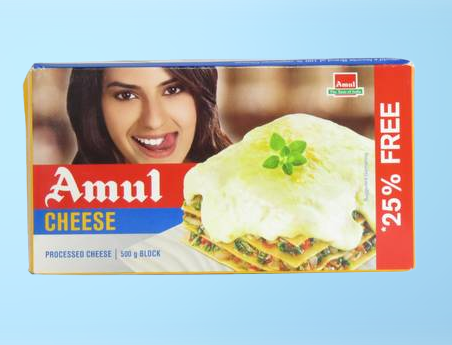 Amul
The Taste of India
Amul
CHEESE
PROCESSED CHEESE | 500 g BLOCK
*25% FREE